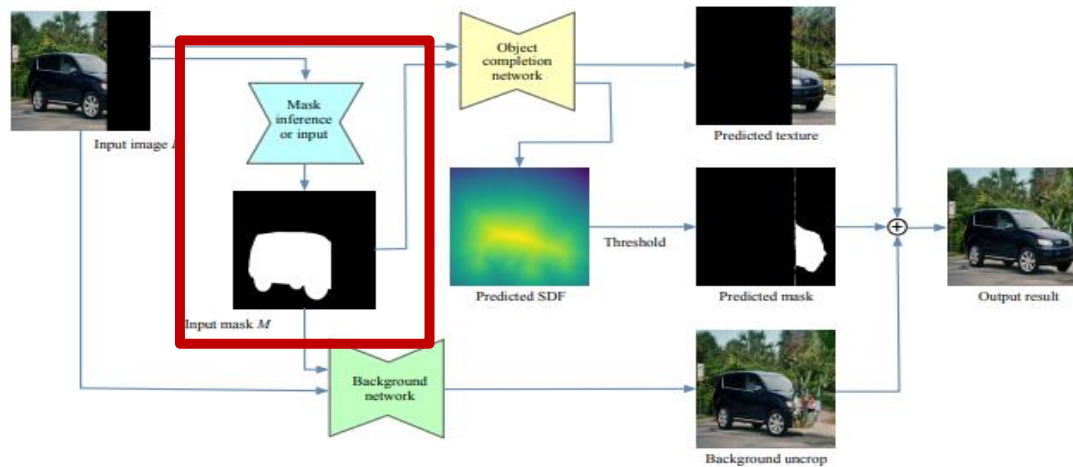 Object
completion
network
Mask
inference
or input
Input image
Predicted texture
Threshold
Predicted SDF
Predicted mask
Output result
Input mask M
Background
network
Background uncrop